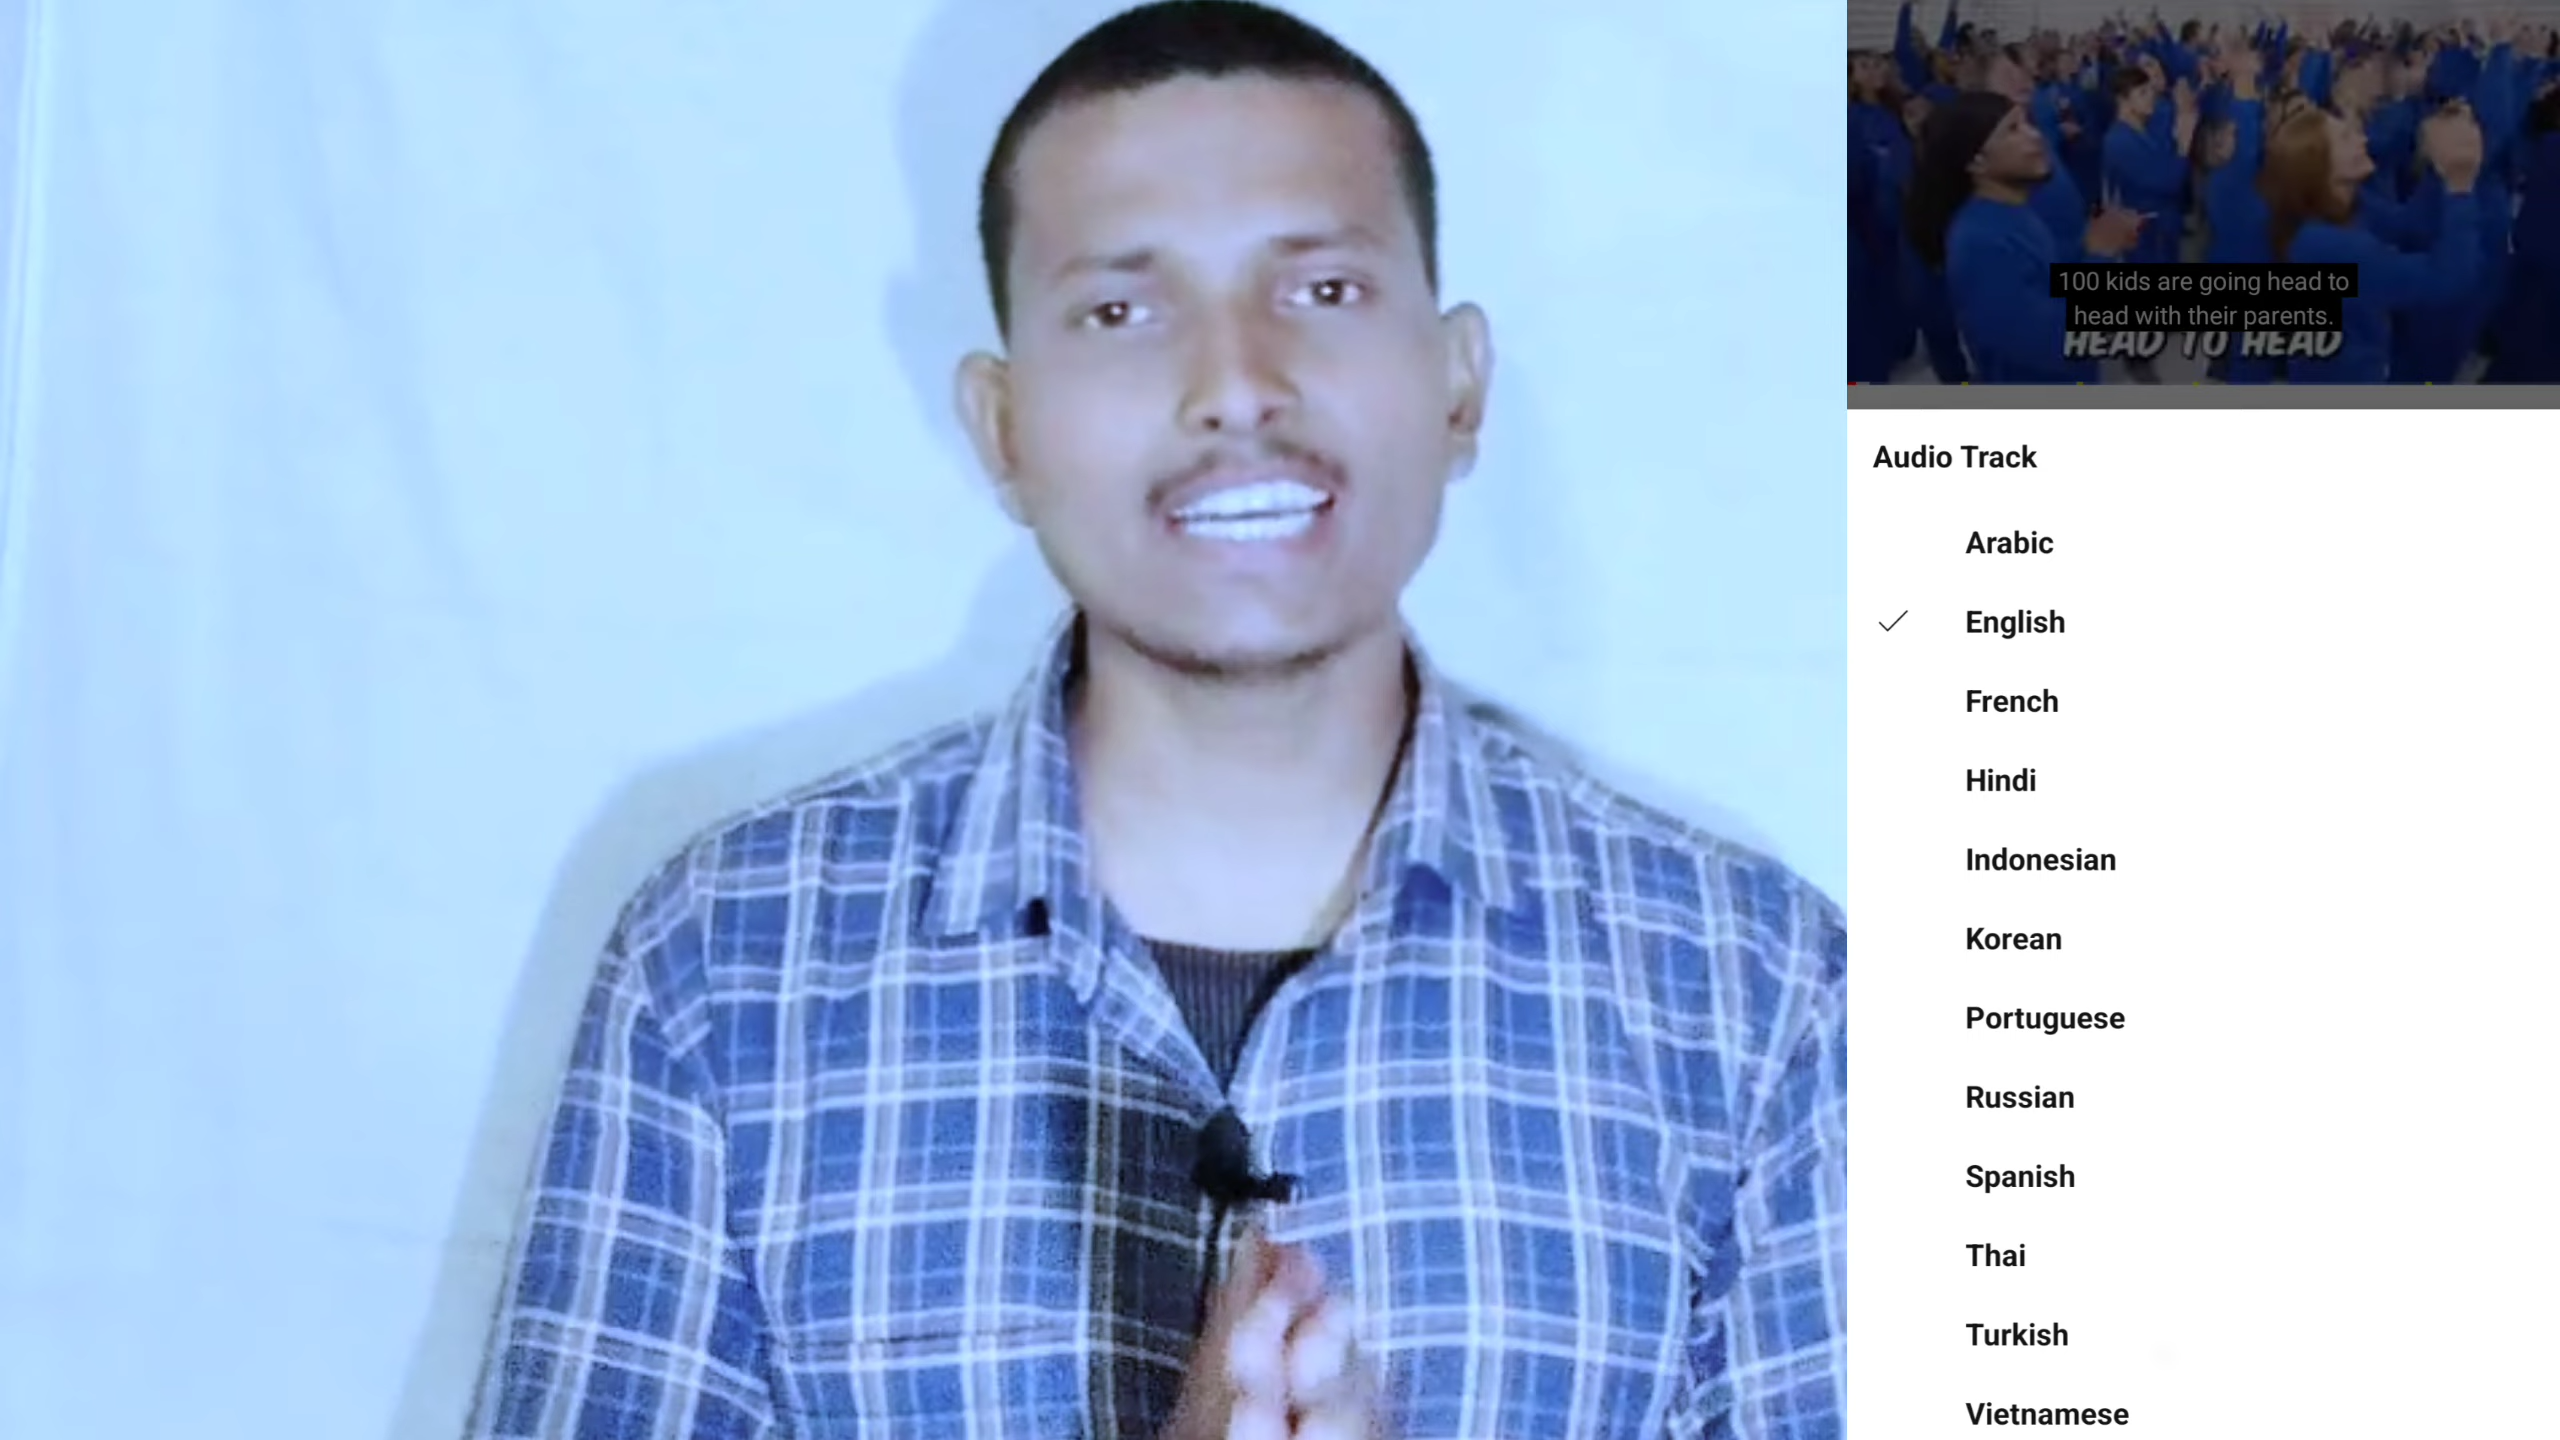 100 kids are going head to
head with their parents.
HEAD TO HEAD
Audio Track
Arabic
English
French
Hindi
Indonesian
Korean
Portuguese
Russian
Spanish
Thai
Turkish
Vietnamese